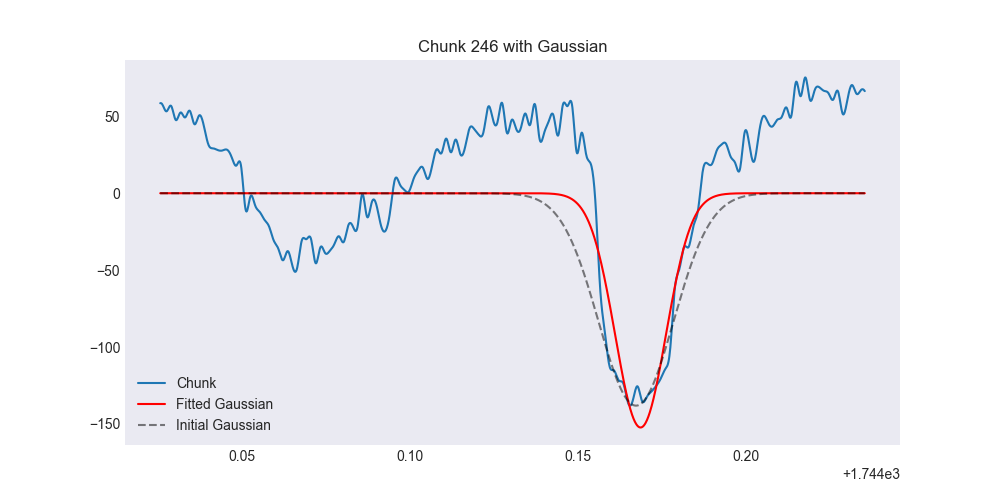 Chunk 246 with Gaussian
50
0
−50
−100
−150
Chunk
Fitted Gaussian
Initial Gaussian
0.05 0.10 0.15 0.20
+1.744e3